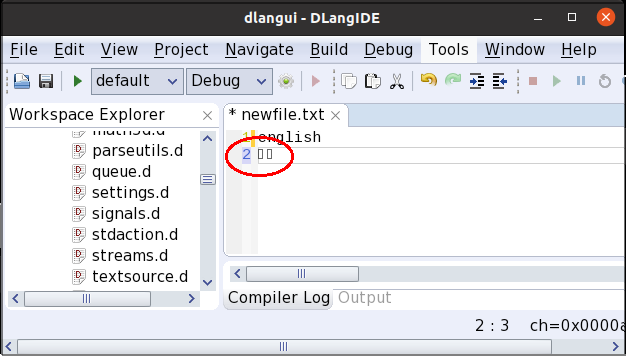 dlangui - DLangIDE
File Edit View Project Navigate Build Debug Tools Window Help
default Debug
Workspace Explorer
* newfile.txt
math3d.d
parseutils.d
queue.d
settings.d
signals.d
stdaction.d
streams.d
textsource.d
1 english
2 ▯▯
Compiler Log Output
2 : 3 ch=0x0000a